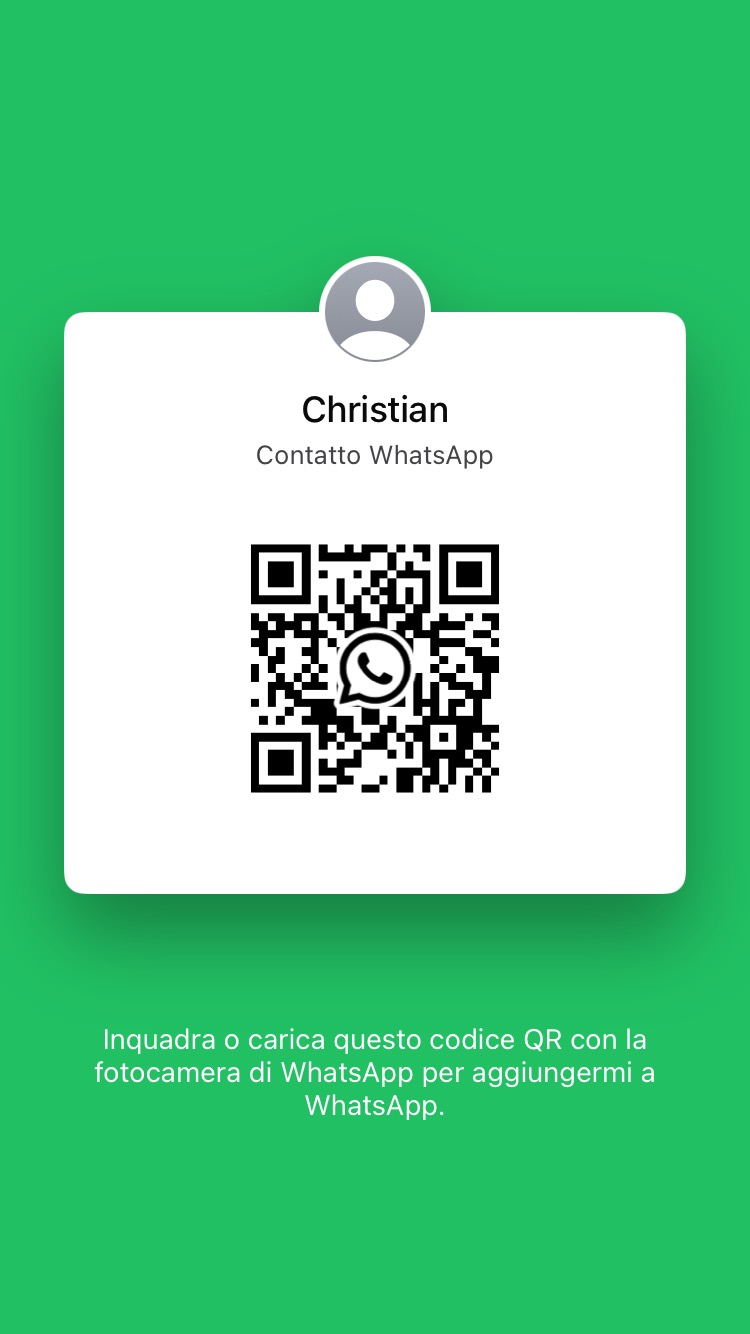 Christian
Contatto WhatsApp
Inquadra o carica questo codice QR con la
fotocamera di WhatsApp per aggiungermi a
WhatsApp.